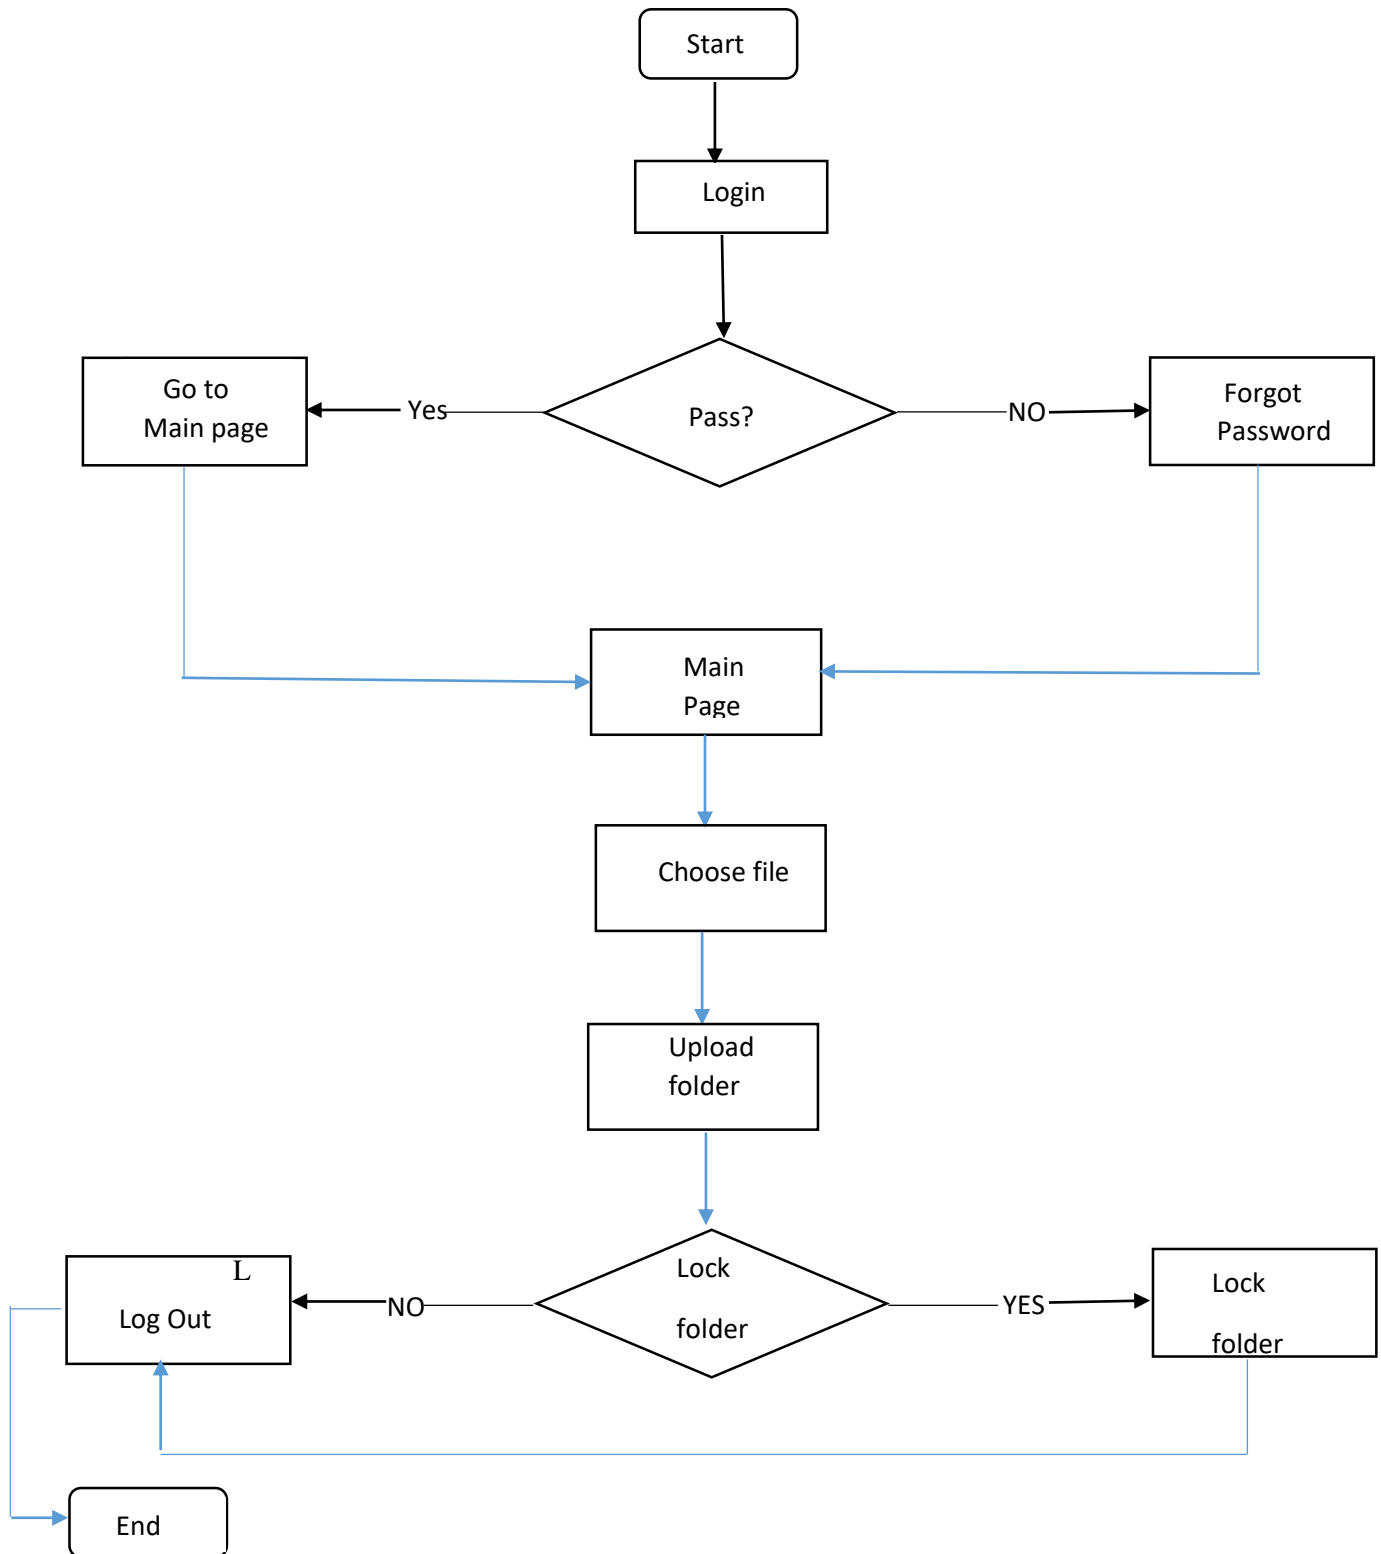 Start
Login
Go to
Main page
Yes
Pass?
NO
Forgot
Password
Main
Page
Choose file
Upload
folder
L
Log Out
NO
Lock
folder
YES
Lock
folder
End